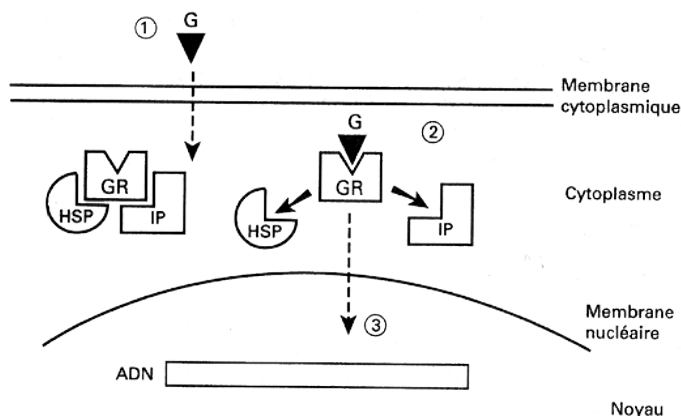 ① G
Membrane
cytoplasmique
G
②
GR
GR
HSP
IP
HSP
IP
Cytoplasme
Membrane
nucléaire
③
ADN
Noyau